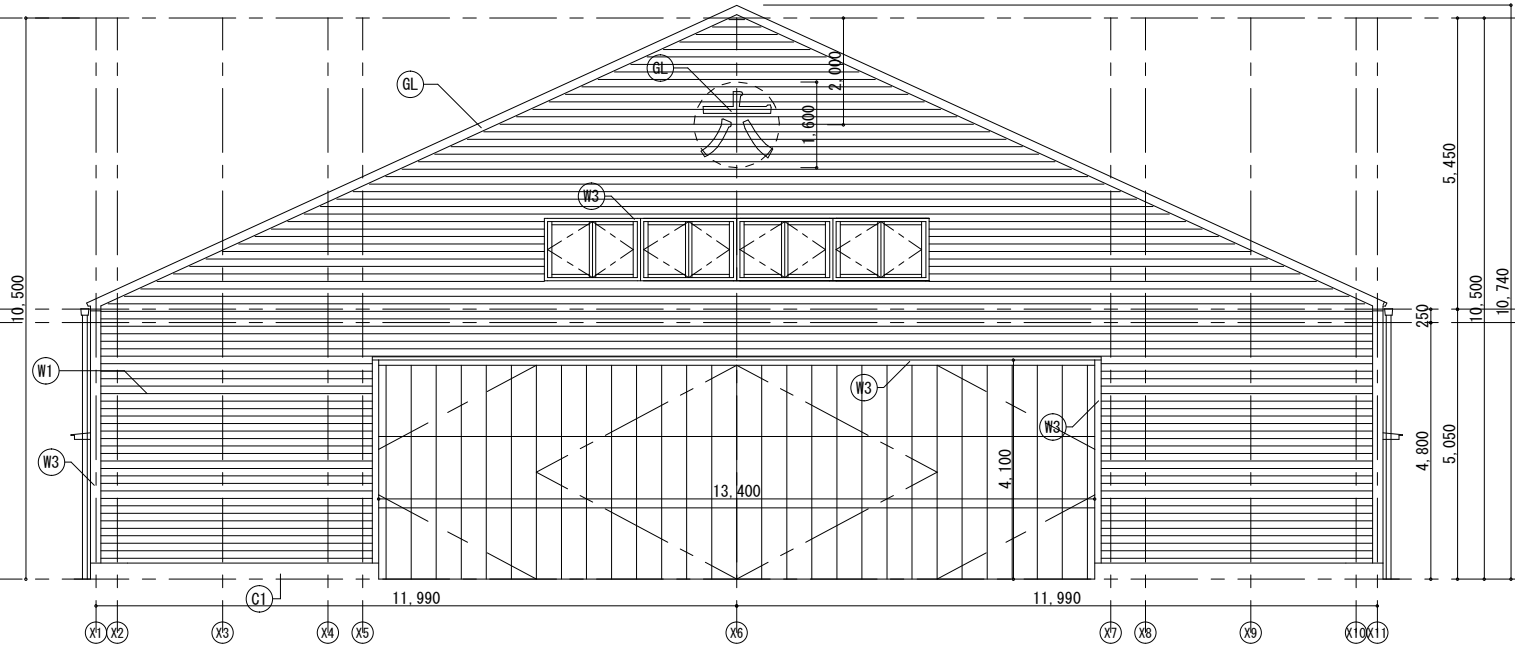 GL
GL
大
2,000
1,600
5,450
W3
10,500
10,500
10,740
250
W1
W3
W3
W3
4,100
4,800
5,050
13,400
C1
11,990
11,990
X1
X2
X3
X4
X5
X6
X7
X8
X9
X10
X11